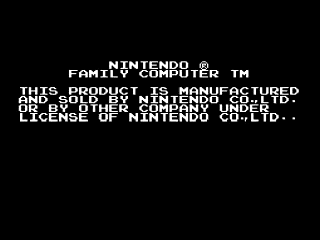 NINTENDO ®
FAMILY COMPUTER TM
THIS PRODUCT IS MANUFACTURED
AND SOLD BY NINTENDO CO.,LTD.
OR BY OTHER COMPANY UNDER
LICENSE OF NINTENDO CO.,LTD..